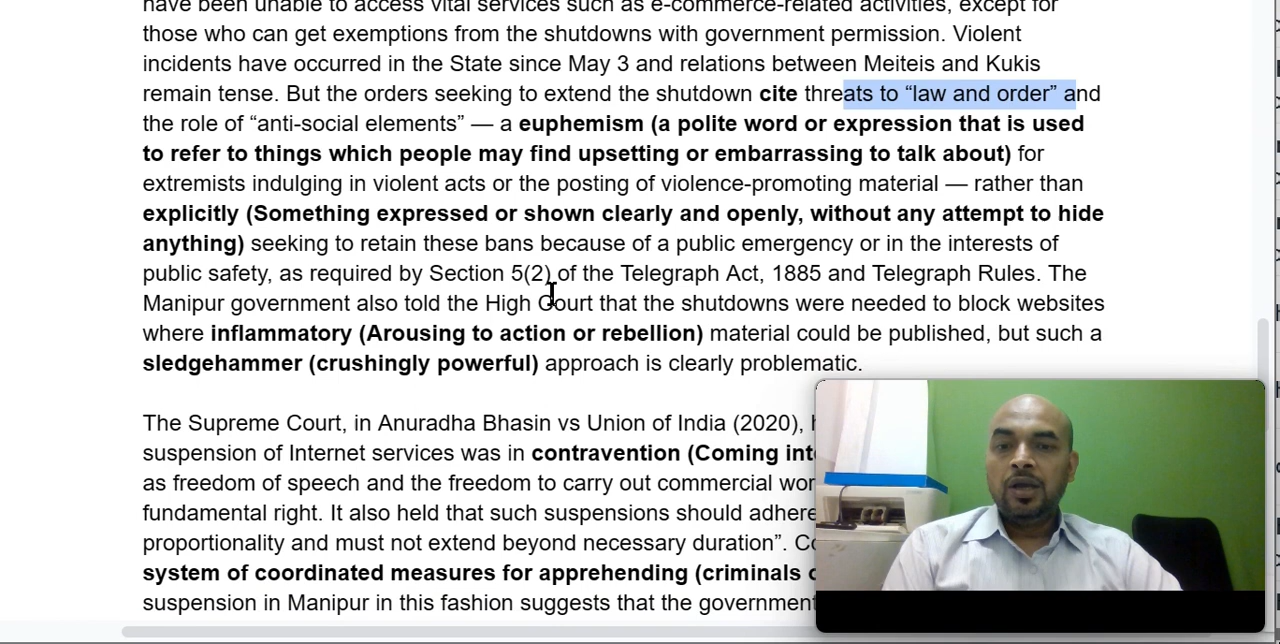 have been unable to access vital services such as e-commerce-related activities, except for
those who can get exemptions from the shutdowns with government permission. Violent
incidents have occurred in the State since May 3 and relations between Meiteis and Kukis
remain tense. But the orders seeking to extend the shutdown cite threats to “law and order” and
the role of “anti-social elements” — a euphemism (a polite word or expression that is used
to refer to things which people may find upsetting or embarrassing to talk about) for
extremists indulging in violent acts or the posting of violence-promoting material — rather than
explicitly (Something expressed or shown clearly and openly, without any attempt to hide
anything) seeking to retain these bans because of a public emergency or in the interests of
public safety, as required by Section 5(2) of the Telegraph Act, 1885 and Telegraph Rules. The
Manipur government also told the High Court that the shutdowns were needed to block websites
where inflammatory (Arousing to action or rebellion) material could be published, but such a
sledgehammer (crushingly powerful) approach is clearly problematic.
The Supreme Court, in Anuradha Bhasin vs Union of India (2020),
suspension of Internet services was in contravention (Coming
as freedom of speech and the freedom to carry out commercial
fundamental right. It also held that such suspensions should adhere
proportionality and must not extend beyond necessary duration”.
system of coordinated measures for apprehending (criminals
suspension in Manipur in this fashion suggests that the government